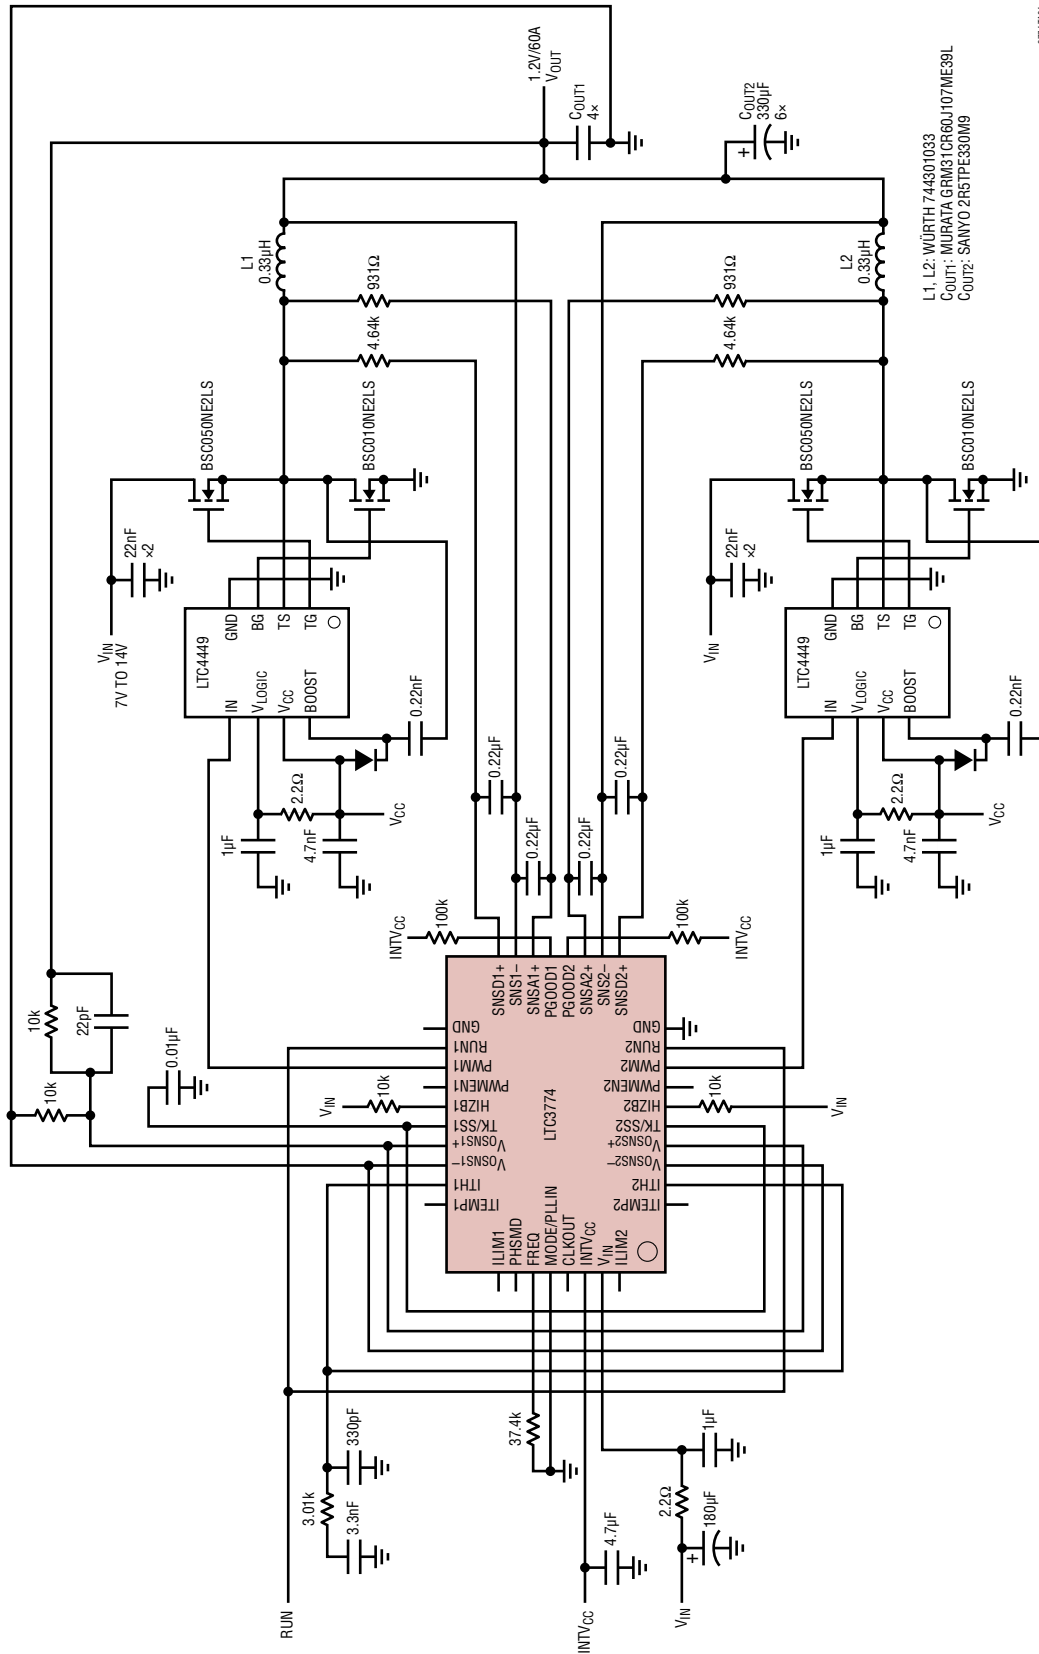 1.2V/60A
VOUT
COUT1
4×
COUT2
330µF
6×
+
L1, L2: WÜRTH 744301033
COUT1: MURATA GRM31CR60J107ME39L
COUT2: SANYO 2R5TPE330M9
L1
0.33µH
931Ω
4.64k
L2
0.33µH
931Ω
4.64k
BSC050NE2LS
BSC010NE2LS
BSC050NE2LS
BSC010NE2LS
VIN
7V TO 14V
22nF
×2
LTC4449
GND
BG
TS
TG
IN
VLOGIC
VCC
BOOST
0.22nF
2.2Ω
1µF
4.7nF
VCC
VIN
22nF
×2
LTC4449
GND
BG
TS
TG
IN
VLOGIC
VCC
BOOST
0.22nF
2.2Ω
1µF
4.7nF
VCC
0.22µF
0.22µF
0.22µF
0.22µF
INTVCC
100k
100k
INTVCC
10k
22pF
10k
0.01µF
VIN
10k
10k
VIN
LTC3774
SNSD1+
SNS1−
SNSA1+
PGOOD1
PGOOD2
SNSA2+
SNS2−
SNSD2+
GND
RUN1
PWM1
PWMEN1
HIZB1
TK/SS1
VOSNS1+
VOSNS1−
ITH1
ITEMP1
GND
RUN2
PWM2
PWMEN2
HIZB2
TK/SS2
VOSNS2+
VOSNS2−
ITH2
ITEMP2
ILIM1
PHSMD
FREQ
MODE/PLLIN
CLKOUT
INTVCC
VIN
ILIM2
37.4k
330pF
3.01k
3.3nF
RUN
4.7µF
INTVCC
1µF
2.2Ω
180µF
+
VIN